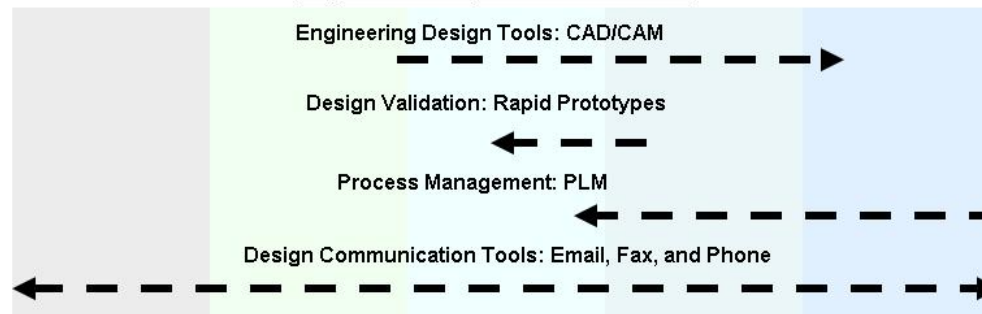 Engineering Design Tools: CAD/CAM
Design Validation: Rapid Prototypes
Process Management: PLM
Design Communication Tools: Email, Fax, and Phone